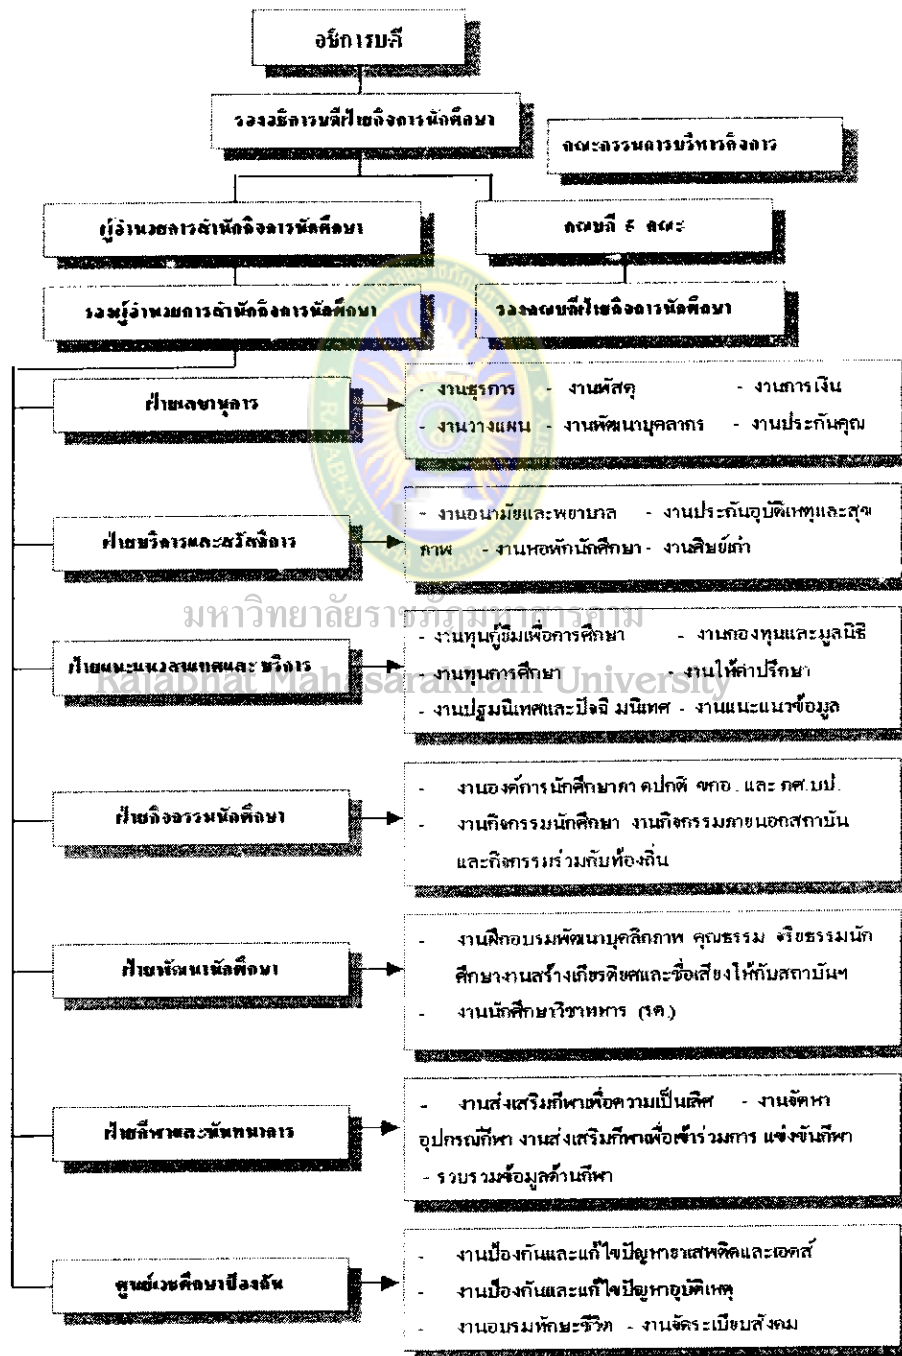 อธิการบดี
รองอธิการบดีฝ่ายกิจการนักศึกษา
คณะกรรมการบริหารกิจการ
ผู้อำนวยการสำนักกิจการนักศึกษา
คณบดี 5 คณะ
รองผู้อำนวยการสำนักกิจการนักศึกษา
รองคณบดีฝ่ายกิจการนักศึกษา
ฝ่ายเลขานุการ
- งานธุรการ - งานพัสดุ - งานการเงิน
- งานวางแผน - งานพัฒนาบุคลากร - งานประกันคุณ
ฝ่ายบริการและสวัสดิการ
- งานอนามัยและพยาบาล - งานประกันอุบัติเหตุและสุข
ภาพ - งานหอพักนักศึกษา - งานศิษย์เก่า
มหาวิทยาลัยราชภัฏมหาสารคาม
Rajabhat Mahasarakham University
ฝ่ายแนะแนวสนเทศและบริการ
- งานทุนกู้ยืมเพื่อการศึกษา - งานกองทุนและมูลนิธิ
- งานทุนการศึกษา - งานให้คำปรึกษา
- งานปฐมนิเทศและปัจฉิมนิเทศ - งานแนะแนวข้อมูล
ฝ่ายกิจกรรมนักศึกษา
- งานองค์การนักศึกษาภาคปกติ และ กศ.บป.
- งานกิจกรรมนักศึกษา งานกิจกรรมภายนอกสถาบัน
และกิจกรรมร่วมกับท้องถิ่น
ฝ่ายพัฒนานักศึกษา
- งานฝึกอบรมพัฒนาบุคลิกภาพ คุณธรรม จริยธรรมนัก
ศึกษางานสร้างเกียรติยศและชื่อเสียงให้กับสถาบันฯ
- งานนักศึกษาวิชาทหาร (รด.)
ฝ่ายกีฬาและนันทนาการ
- งานส่งเสริมกีฬาเพื่อความเป็นเลิศ - งานจัดหา
อุปกรณ์กีฬา งานส่งเสริมกีฬาเพื่อเข้าร่วมการ แข่งขันกีฬา
- รวบรวมข้อมูลด้านกีฬา
ศูนย์เวชศึกษาป้องกัน
- งานป้องกันและแก้ไขปัญหายาเสพติดและเอดส์
- งานป้องกันและแก้ไขปัญหาอุบัติเหตุ
- งานอบรมทักษะชีวิต - งานจัดระเบียบสังคม